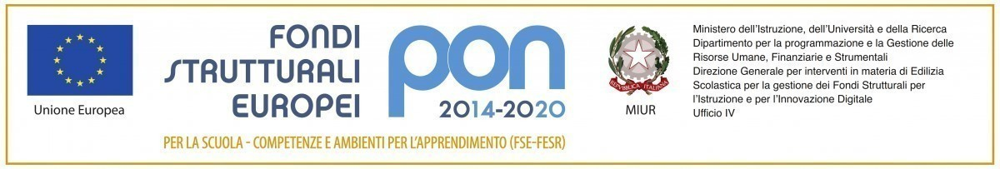 Unione Europea
FONDI
STRUTTURALI
EUROPEI
pon
2014-2020
PER LA SCUOLA - COMPETENZE E AMBIENTI PER L'APPRENDIMENTO (FSE-FESR)
REPVBBLICA ITALIANA
MIUR
Ministero dell'Istruzione, dell'Università e della Ricerca
Dipartimento per la programmazione e la Gestione delle
Risorse Umane, Finanziarie e Strumentali
Direzione Generale per interventi in materia di Edilizia
Scolastica per la gestione dei Fondi Strutturali per
l'Istruzione e per l'Innovazione Digitale
Ufficio IV